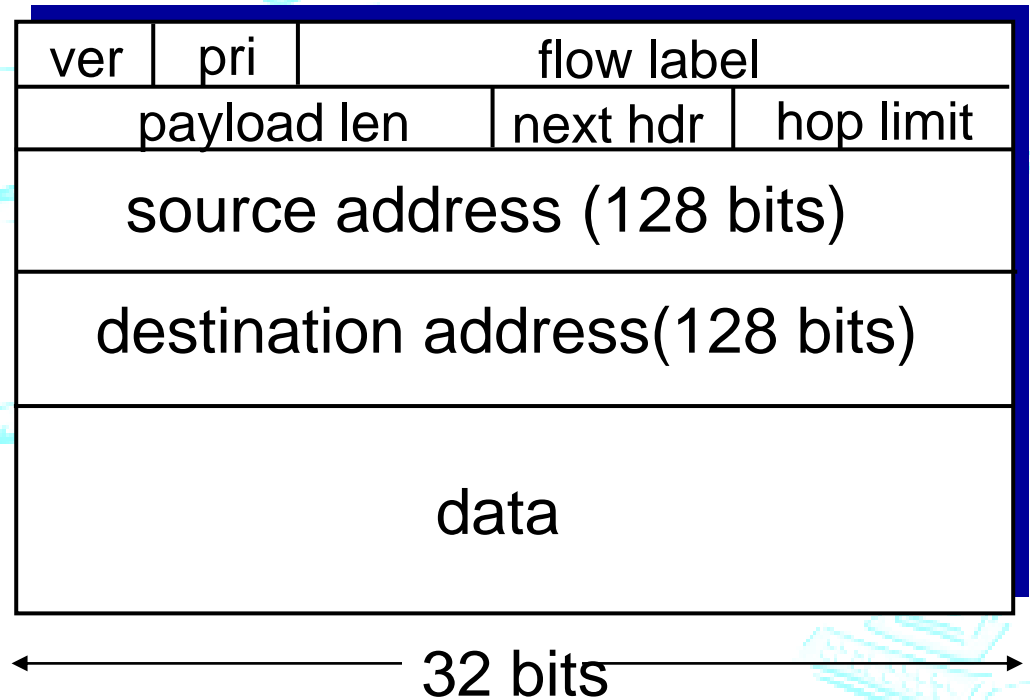 ver pri flow label
payload len next hdr hop limit
source address (128 bits)
destination address(128 bits)
data
32 bits